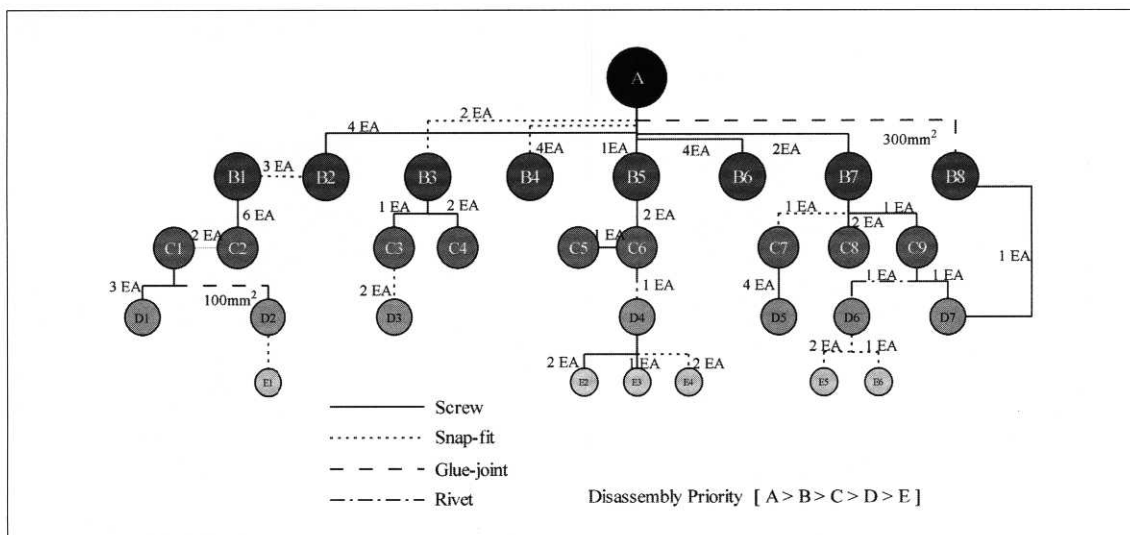 A
2 EA
4 EA
300mm²
3 EA
4EA
1EA
4EA
2EA
B1
B2
B3
B4
B5
B6
B7
B8
6 EA
1 EA
2 EA
2 EA
1 EA
2 EA
1 EA
2 EA
1 EA
C1
C2
C3
C4
C5
C6
C7
C8
C9
1 EA
3 EA
100mm²
2 EA
1 EA
4 EA
1 EA
1 EA
D1
D2
D3
D4
D5
D6
D7
2 EA
1EA
2 EA
2 EA
1 EA
E1
E2
E3
E4
E5
E6
Screw
Snap-fit
Glue-joint
Rivet
Disassembly Priority [ A > B > C > D > E ]